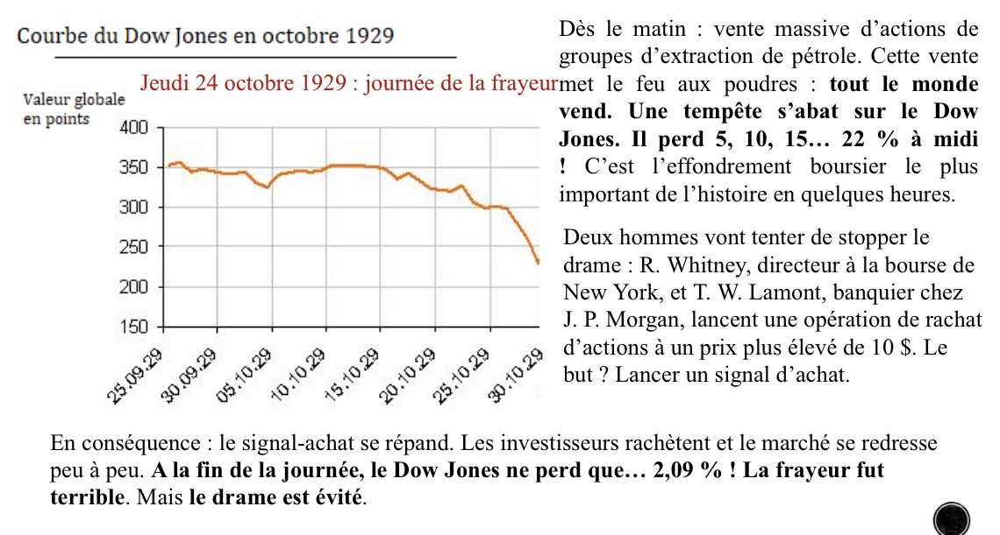 Courbe du Dow Jones en octobre 1929
Jeudi 24 octobre 1929 : journée de la frayeur
Valeur globale
en points
400
350
300
250
200
150
25.09.29
30.09.29
05.10.29
10.10.29
15.10.29
20.10.29
25.10.29
30.10.29
Dès le matin : vente massive d’actions de
groupes d’extraction de pétrole. Cette vente
met le feu aux poudres : tout le monde
vend. Une tempête s’abat sur le Dow
Jones. Il perd 5, 10, 15… 22 % à midi
! C’est l’effondrement boursier le plus
important de l’histoire en quelques heures.
Deux hommes vont tenter de stopper le
drame : R. Whitney, directeur à la bourse de
New York, et T. W. Lamont, banquier chez
J. P. Morgan, lancent une opération de rachat
d’actions à un prix plus élevé de 10 $. Le
but ? Lancer un signal d’achat.
En conséquence : le signal-achat se répand. Les investisseurs rachètent et le marché se redresse
peu à peu. A la fin de la journée, le Dow Jones ne perd que… 2,09 % ! La frayeur fut
terrible. Mais le drame est évité.